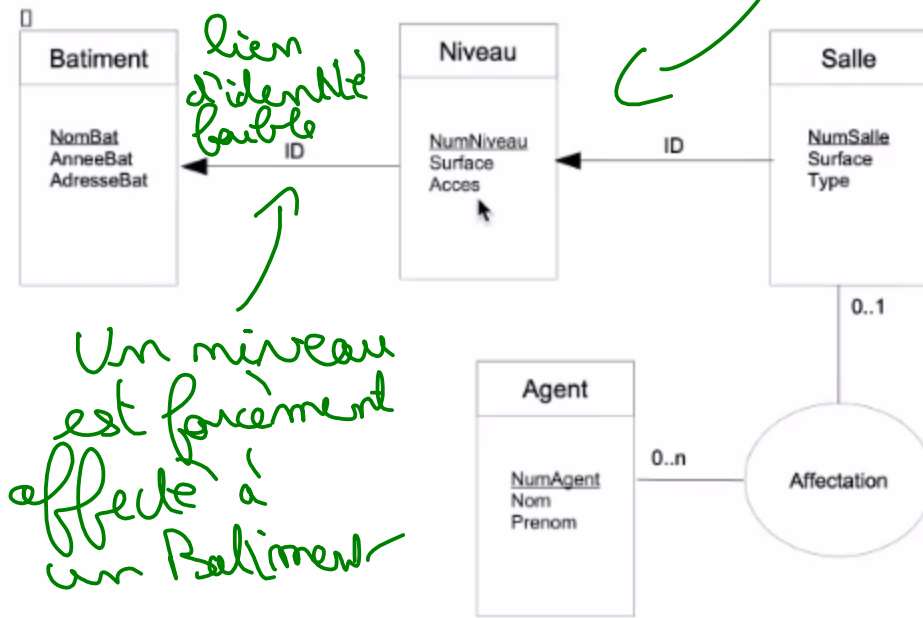 Batiment
NomBat
AnneeBat
AdresseBat
lien
d'identité
faible
ID
Niveau
NumNiveau
Surface
Acces
ID
Salle
NumSalle
Surface
Type
Un niveau
est forcément
affecté à
un Batiment
Agent
NumAgent
Nom
Prenom
0..n
0..1
Affectation